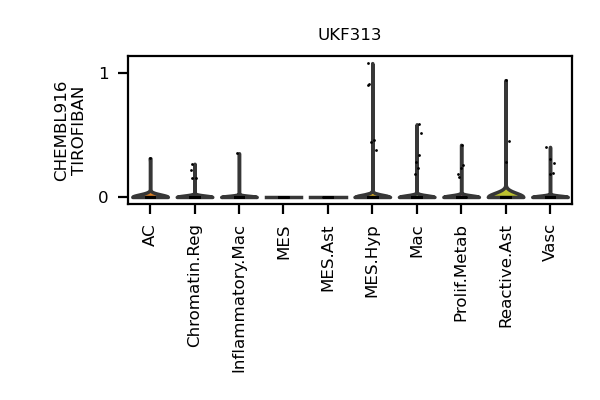 UKF313
CHEMBL916
TIROFIBAN
1
0
AC
Chromatin.Reg
Inflammatory.Mac
MES
MES.Ast
MES.Hyp
Mac
Prolif.Metab
Reactive.Ast
Vasc